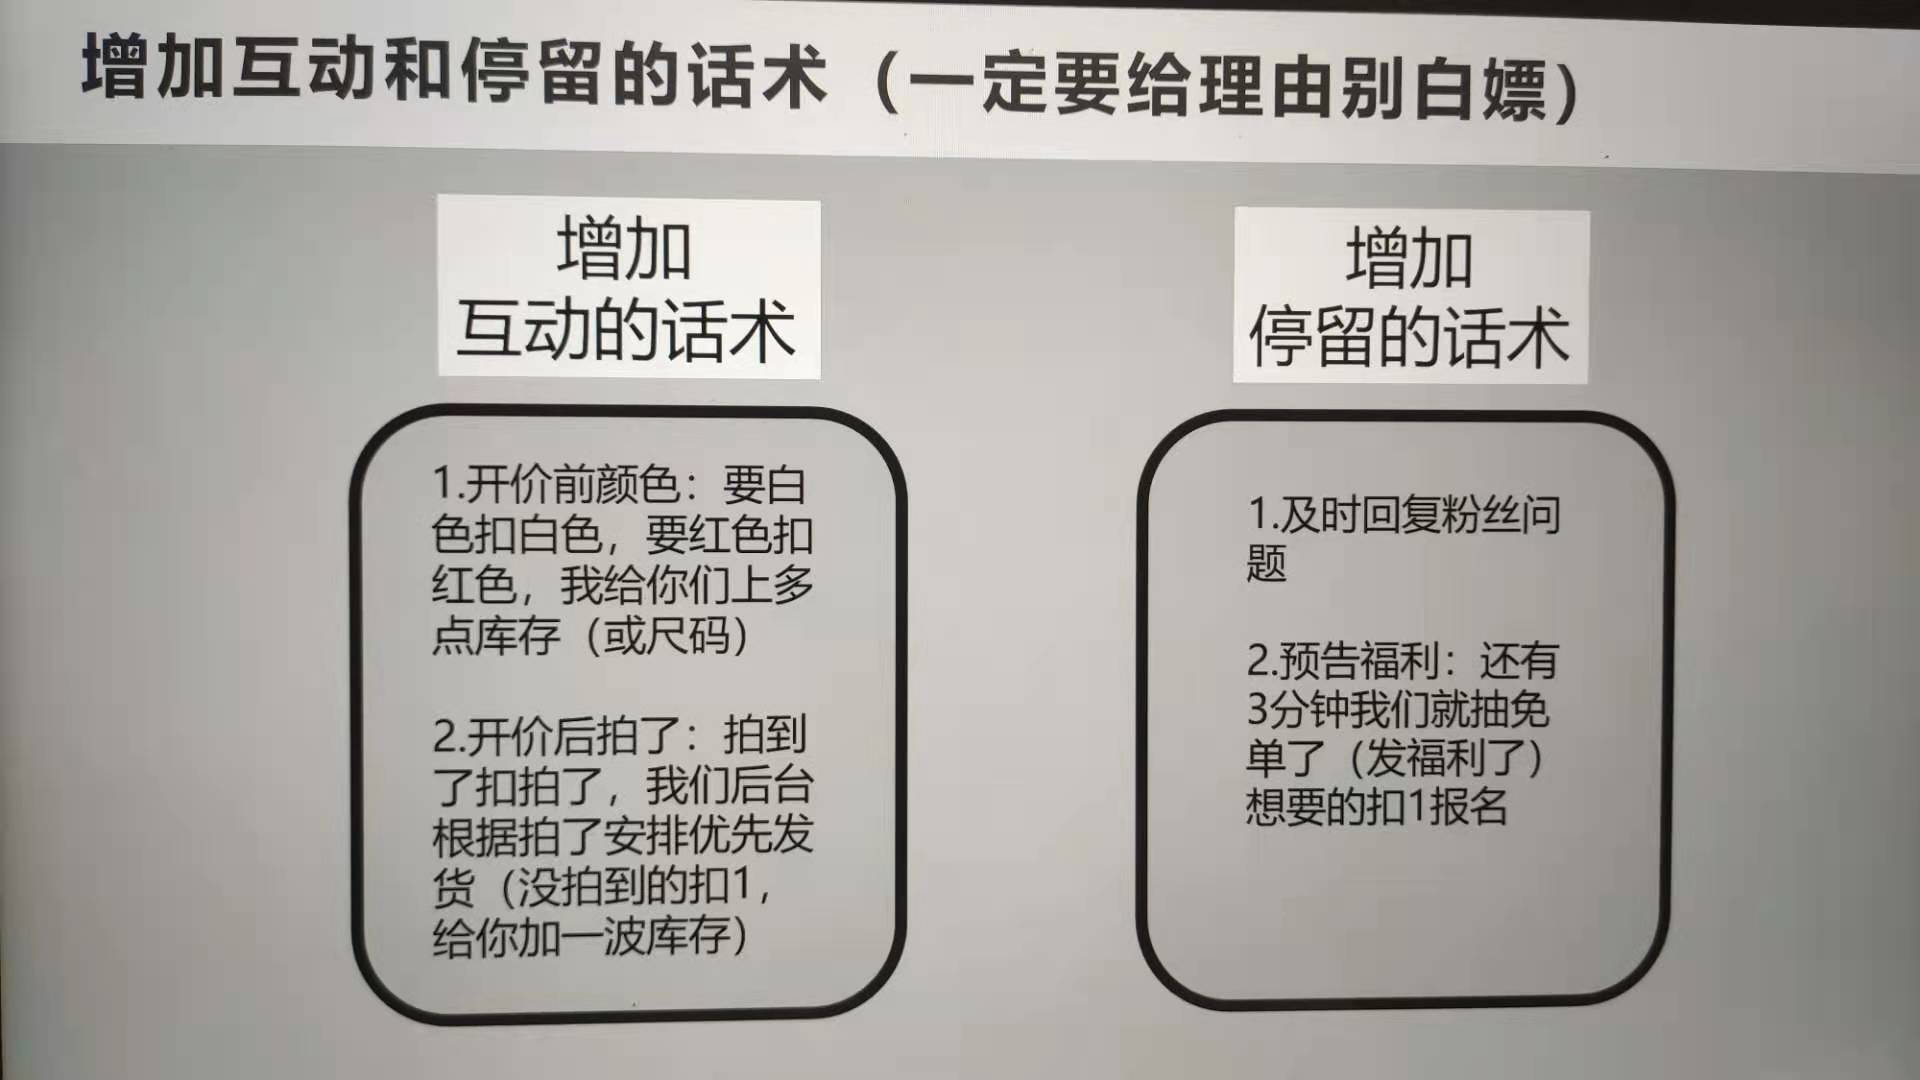 增加互动和停留的话术（一定要给理由别白嫖）
增加
互动的话术
1.开价前颜色：要白
色扣白色，要红色扣
红色，我给你们上多
点库存（或尺码）
2.开价后拍了：拍到
了扣拍了，我们后台
根据拍了安排优先发
货（没拍到的扣1，
给你加一波库存）
增加
停留的话术
1.及时回复粉丝问
题
2.预告福利：还有
3分钟我们就抽免
单了（发福利了）
想要的扣1报名